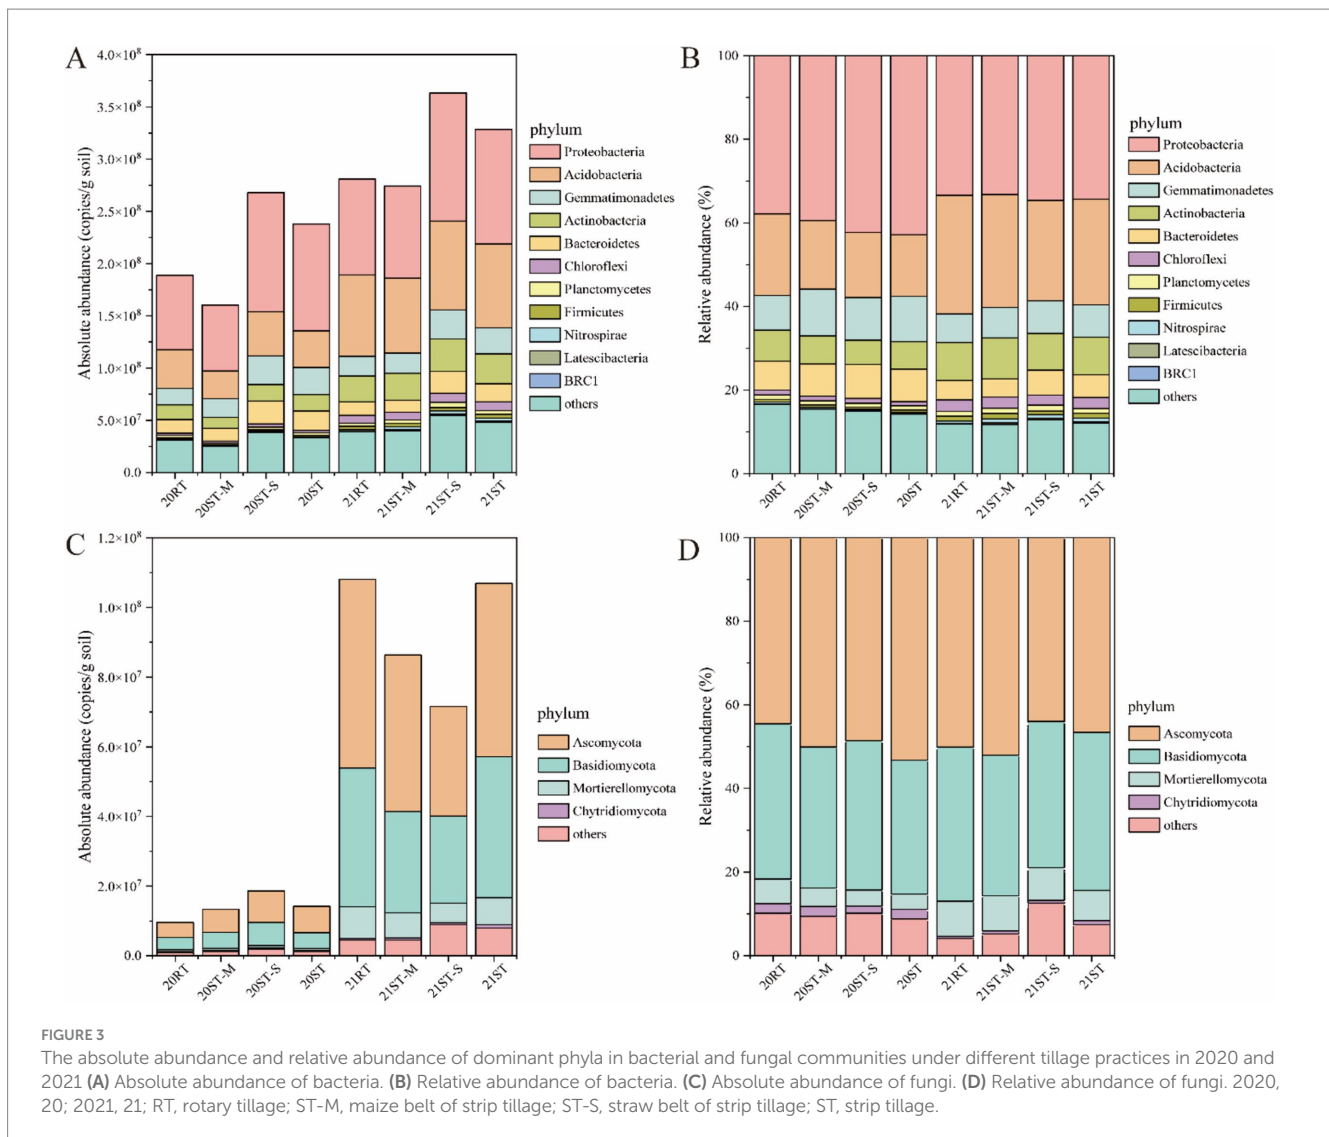 A
B
4.0×10⁸
3.5×10⁸
3.0×10⁸
2.5×10⁸
2.0×10⁸
1.5×10⁸
1.0×10⁸
5.0×10⁷
0.0
Absolute abundance (copies/g soil)
20RT
20ST-M
20ST-S
20ST
21RT
21ST-M
21ST-S
21ST
phylum
Proteobacteria
Acidobacteria
Gemmatimonadetes
Actinobacteria
Bacteroidetes
Chloroflexi
Planctomycetes
Firmicutes
Nitrospirae
Latescibacteria
BRC1
others
100
80
60
40
20
0
Relative abundance (%)
20RT
20ST-M
20ST-S
20ST
21RT
21ST-M
21ST-S
21ST
phylum
Proteobacteria
Acidobacteria
Gemmatimonadetes
Actinobacteria
Bacteroidetes
Chloroflexi
Planctomycetes
Firmicutes
Nitrospirae
Latescibacteria
BRC1
others
C
D
1.2×10⁸
1.0×10⁸
8.0×10⁷
6.0×10⁷
4.0×10⁷
2.0×10⁷
0.0
Absolute abundance (copies/g soil)
20RT
20ST-M
20ST-S
20ST
21RT
21ST-M
21ST-S
21ST
phylum
Ascomycota
Basidiomycota
Mortierellomycota
Chytridiomycota
others
100
80
60
40
20
0
Relative abundance (%)
20RT
20ST-M
20ST-S
20ST
21RT
21ST-M
21ST-S
21ST
phylum
Ascomycota
Basidiomycota
Mortierellomycota
Chytridiomycota
others
FIGURE 3
The absolute abundance and relative abundance of dominant phyla in bacterial and fungal communities under different tillage practices in 2020 and
2021 (A) Absolute abundance of bacteria. (B) Relative abundance of bacteria. (C) Absolute abundance of fungi. (D) Relative abundance of fungi. 2020,
20; 2021, 21; RT, rotary tillage; ST-M, maize belt of strip tillage; ST-S, straw belt of strip tillage; ST, strip tillage.